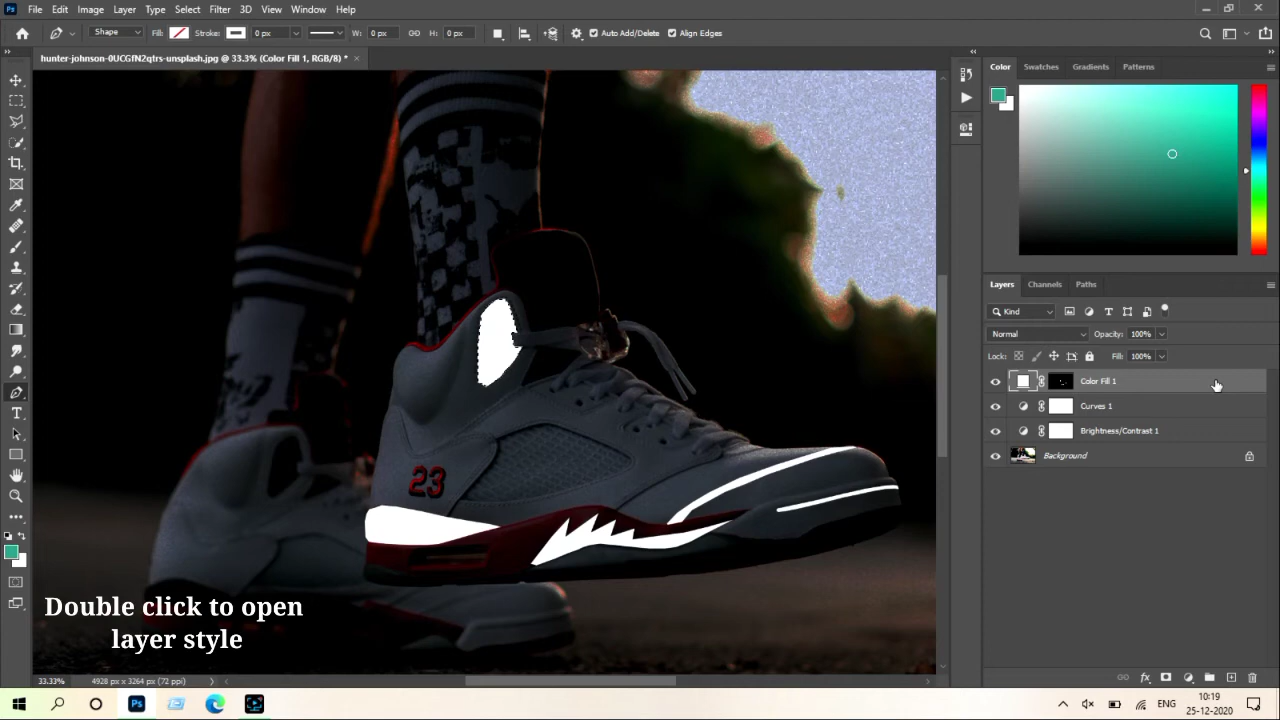 Ps File Edit Image Layer Type Select Filter 3D View Window Help
Shape Fill: Stroke: 0 px W: 0 px H: 0 px Auto Add/Delete Align Edges
hunter-johnson-0UCGfN2qtrs-unsplash.jpg @ 33.3% (Color Fill 1, RGB/8) *
Color Swatches Gradients Patterns
Layers Channels Paths
Kind
Normal Opacity: 100%
Lock: Fill: 100%
Color Fill 1
Curves 1
Brightness/Contrast 1
Background
23
Double click to open
layer style
33.33% 4928 px x 3264 px (72 ppi)
fx
Ps ENG 10:19
25-12-2020